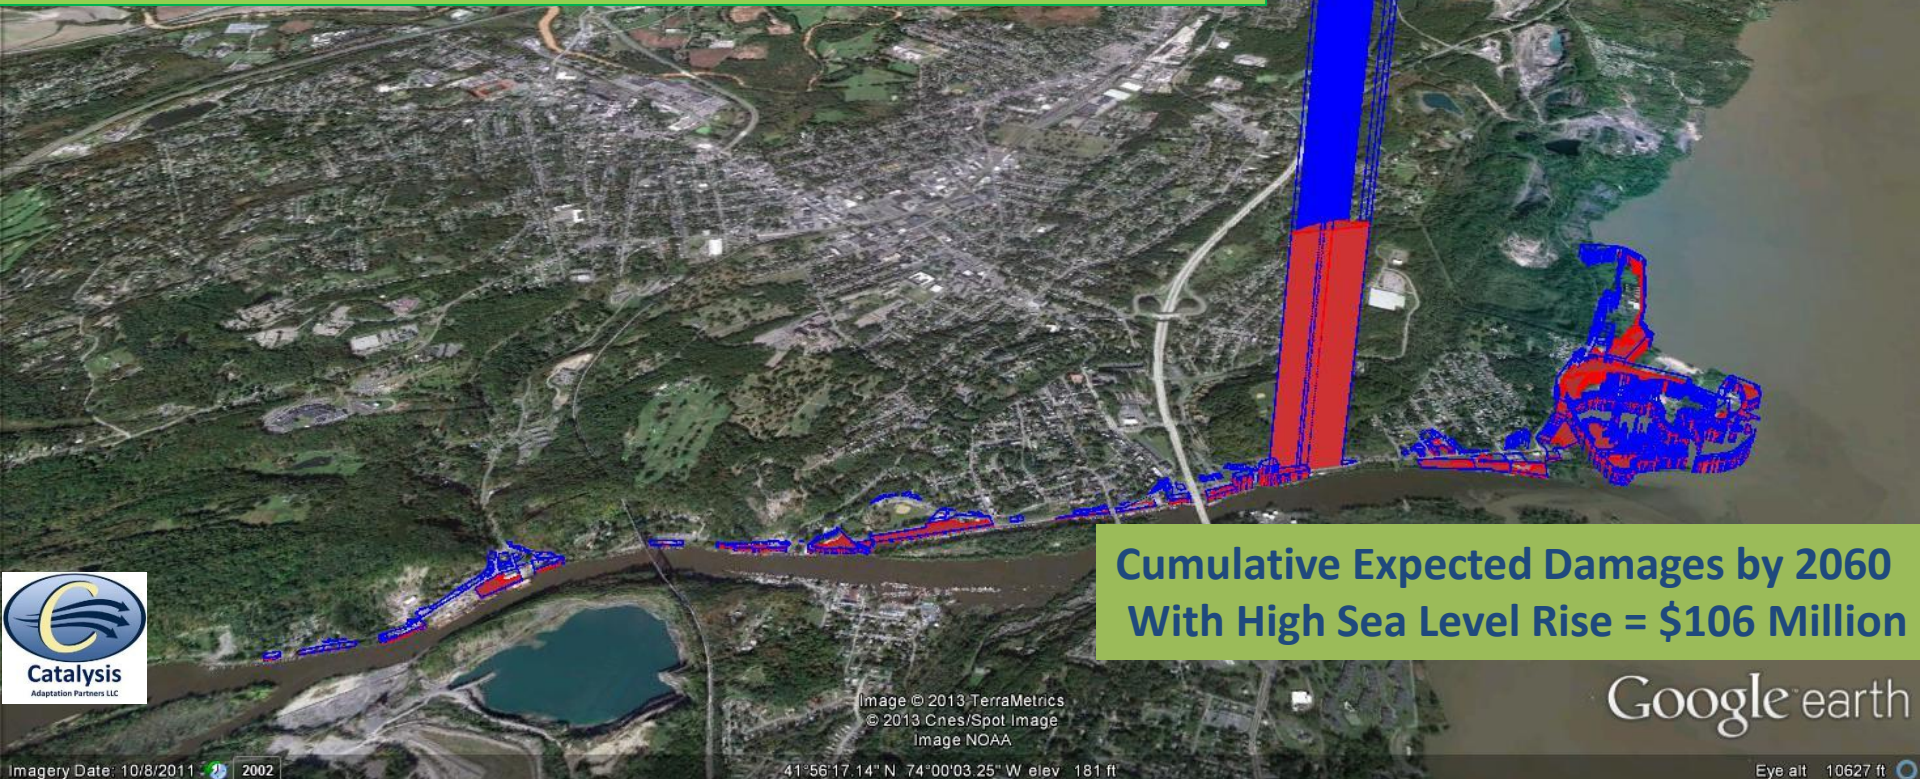 Cumulative Expected Damages by 2060
With High Sea Level Rise = $106 Million
C
Catalysis
Adaptation Partners LLC
Image © 2013 TerraMetrics
© 2013 Cnes/Spot Image
Image NOAA
Google earth
Imagery Date: 10/8/2011
2002
41°56'17.14" N 74°00'03.25" W elev 181 ft
Eye alt 10627 ft